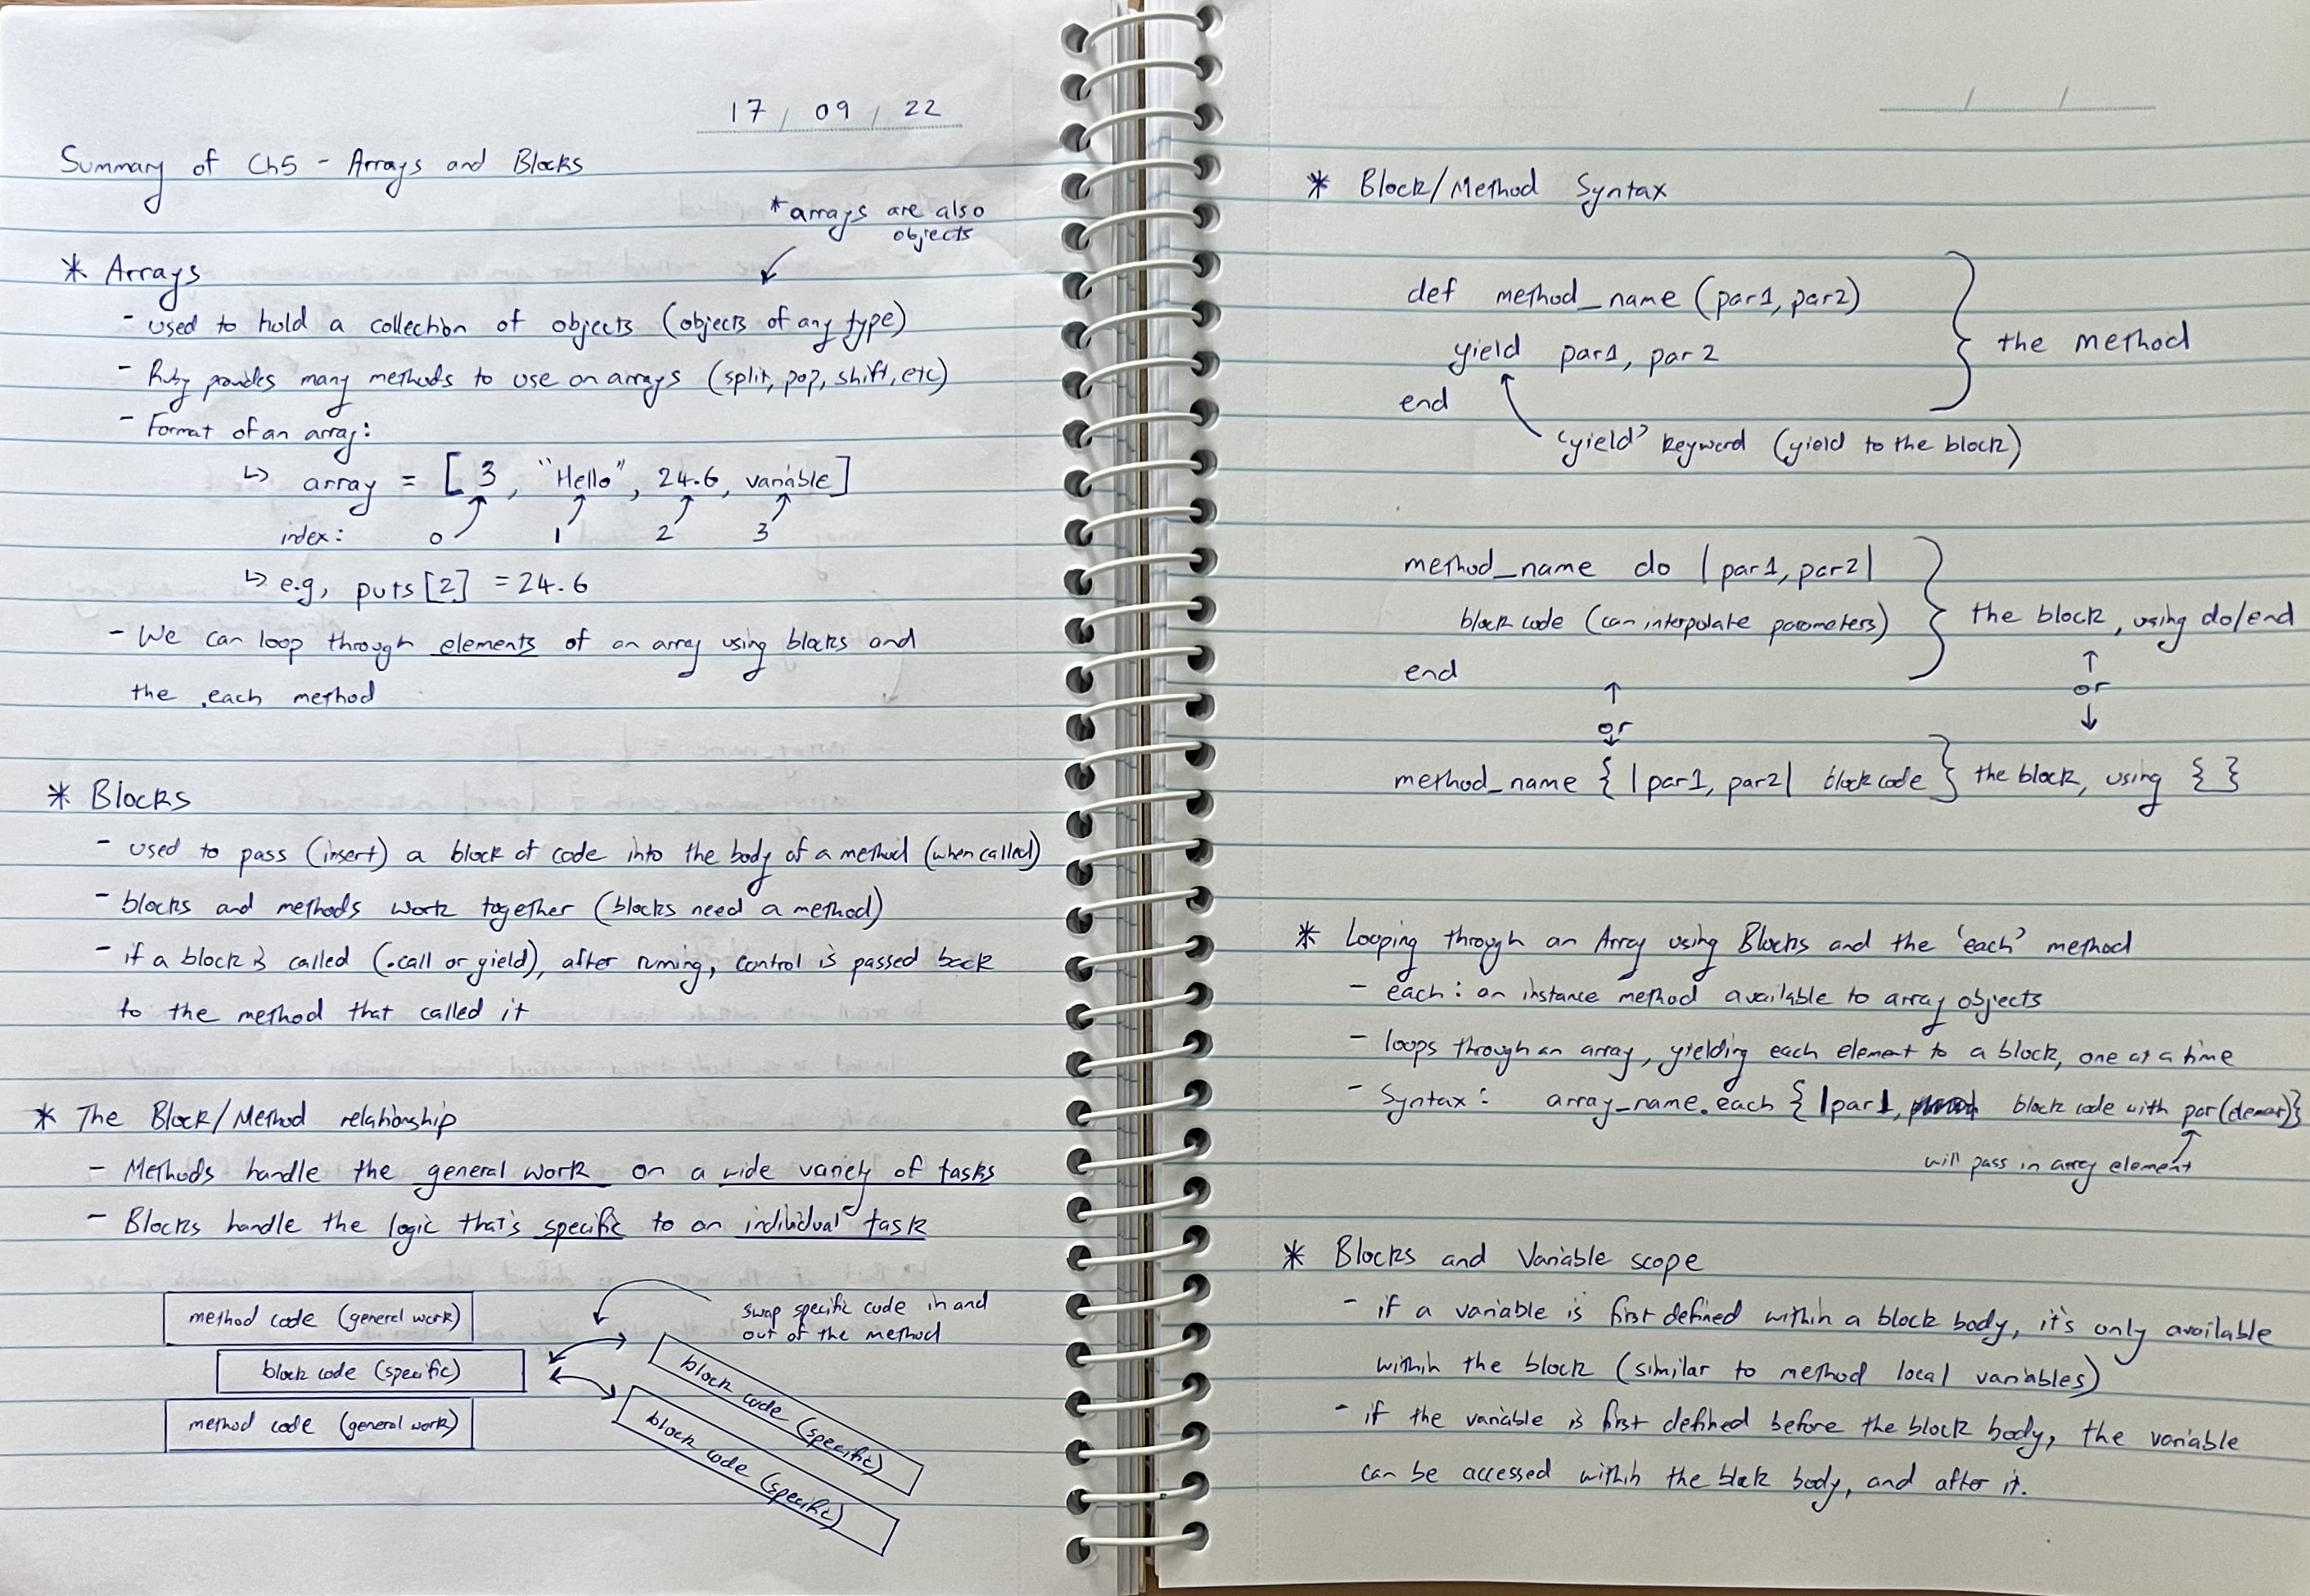 17 / 09 / 22
Summary of Ch5 - Arrays and Blocks
*arrays are also
objects
* Arrays
- used to hold a collection of objects (objects of any type)
- Ruby provides many methods to use on arrays (split, pop, shift, etc)
- Format of an array:
↳ array = [3, "Hello", 24.6, variable]
index: 0 1 2 3
↳ e.g, puts[2] = 24.6
- We can loop through elements of an array using blocks and
the .each method
* Blocks
- used to pass (insert) a block of code into the body of a method (when called)
- blocks and methods work together (blocks need a method)
- if a block is called (.call or yield), after running, control is passed back
to the method that called it
* The Block/Method relationship
- Methods handle the general work on a wide variety of tasks
- Blocks handle the logic that's specific to an individual task
swap specific code in and
out of the method
method code (general work)
block code (specific)
method code (general work)
block code (specific)
block code (specific)
/ /
* Block/Method Syntax
def method_name (par1, par2)
yield par1, par2
end
} the method
'yield' keyword (yield to the block)
method_name do |par1, par2|
block code (can interpolate parameters)
end
} the block, using do/end
↑
or
↓
↑
or
↓
method_name { |par1, par2| block code } the block, using { }
* Looping through an Array using Blocks and the 'each' method
- each: an instance method available to array objects
- loops through an array, yielding each element to a block, one at a time
- Syntax: array_name.each { |par1, block code with par(element)}
will pass in array element
* Blocks and Variable scope
- if a variable is first defined within a block body, it's only available
within the block (similar to method local variables)
- if the variable is first defined before the block body, the variable
can be accessed within the block body, and after it.